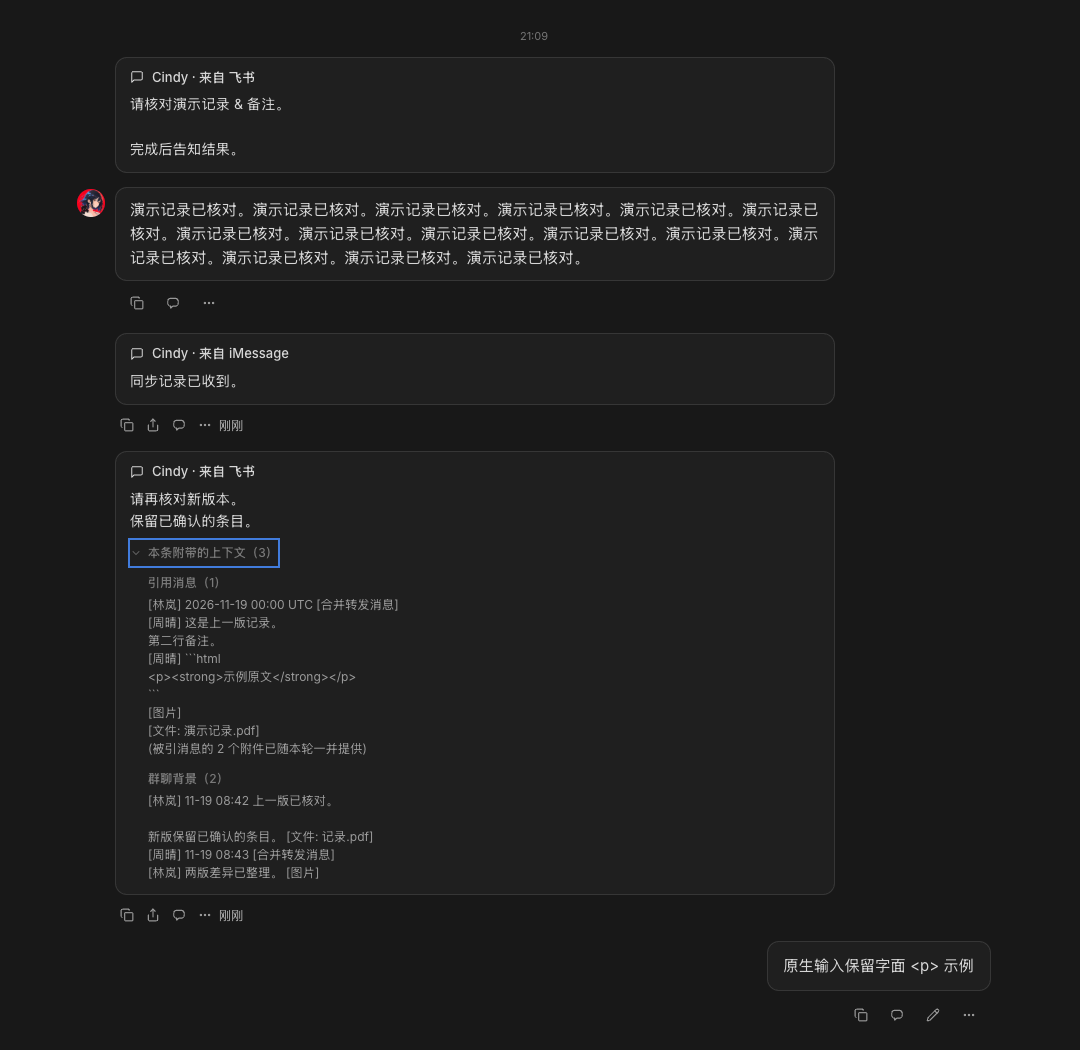 21:09
Cindy · 来自 飞书
请核对演示记录 & 备注。
完成后告知结果。
演示记录已核对。演示记录已核对。演示记录已核对。演示记录已核对。演示记录已核对。演示记录已
核对。演示记录已核对。演示记录已核对。演示记录已核对。演示记录已核对。演示记录已核对。演示
记录已核对。演示记录已核对。演示记录已核对。演示记录已核对。
Cindy · 来自 iMessage
同步记录已收到。
刚刚
Cindy · 来自 飞书
请再核对新版本。
保留已确认的条目。
本条附带的上下文（3）
引用消息（1）
[林岚] 2026-11-19 00:00 UTC [合并转发消息]
[周晴] 这是上一版记录。
第二行备注。
[周晴] ```html
<p><strong>示例原文</strong></p>
```
[图片]
[文件: 演示记录.pdf]
(被引消息的 2 个附件已随本轮一并提供)
群聊背景（2）
[林岚] 11-19 08:42 上一版已核对。
新版保留已确认的条目。 [文件: 记录.pdf]
[周晴] 11-19 08:43 [合并转发消息]
[林岚] 两版差异已整理。 [图片]
刚刚
原生输入保留字面 <p> 示例